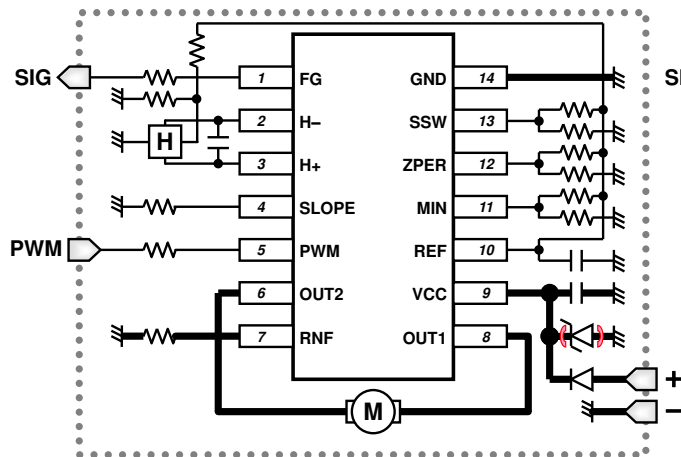 SIG
1 FG
GND 14
2 H−
SSW 13
H
3 H+
ZPER 12
4 SLOPE
MIN 11
PWM
5 PWM
REF 10
6 OUT2
VCC 9
7 RNF
OUT1 8
+
−
M